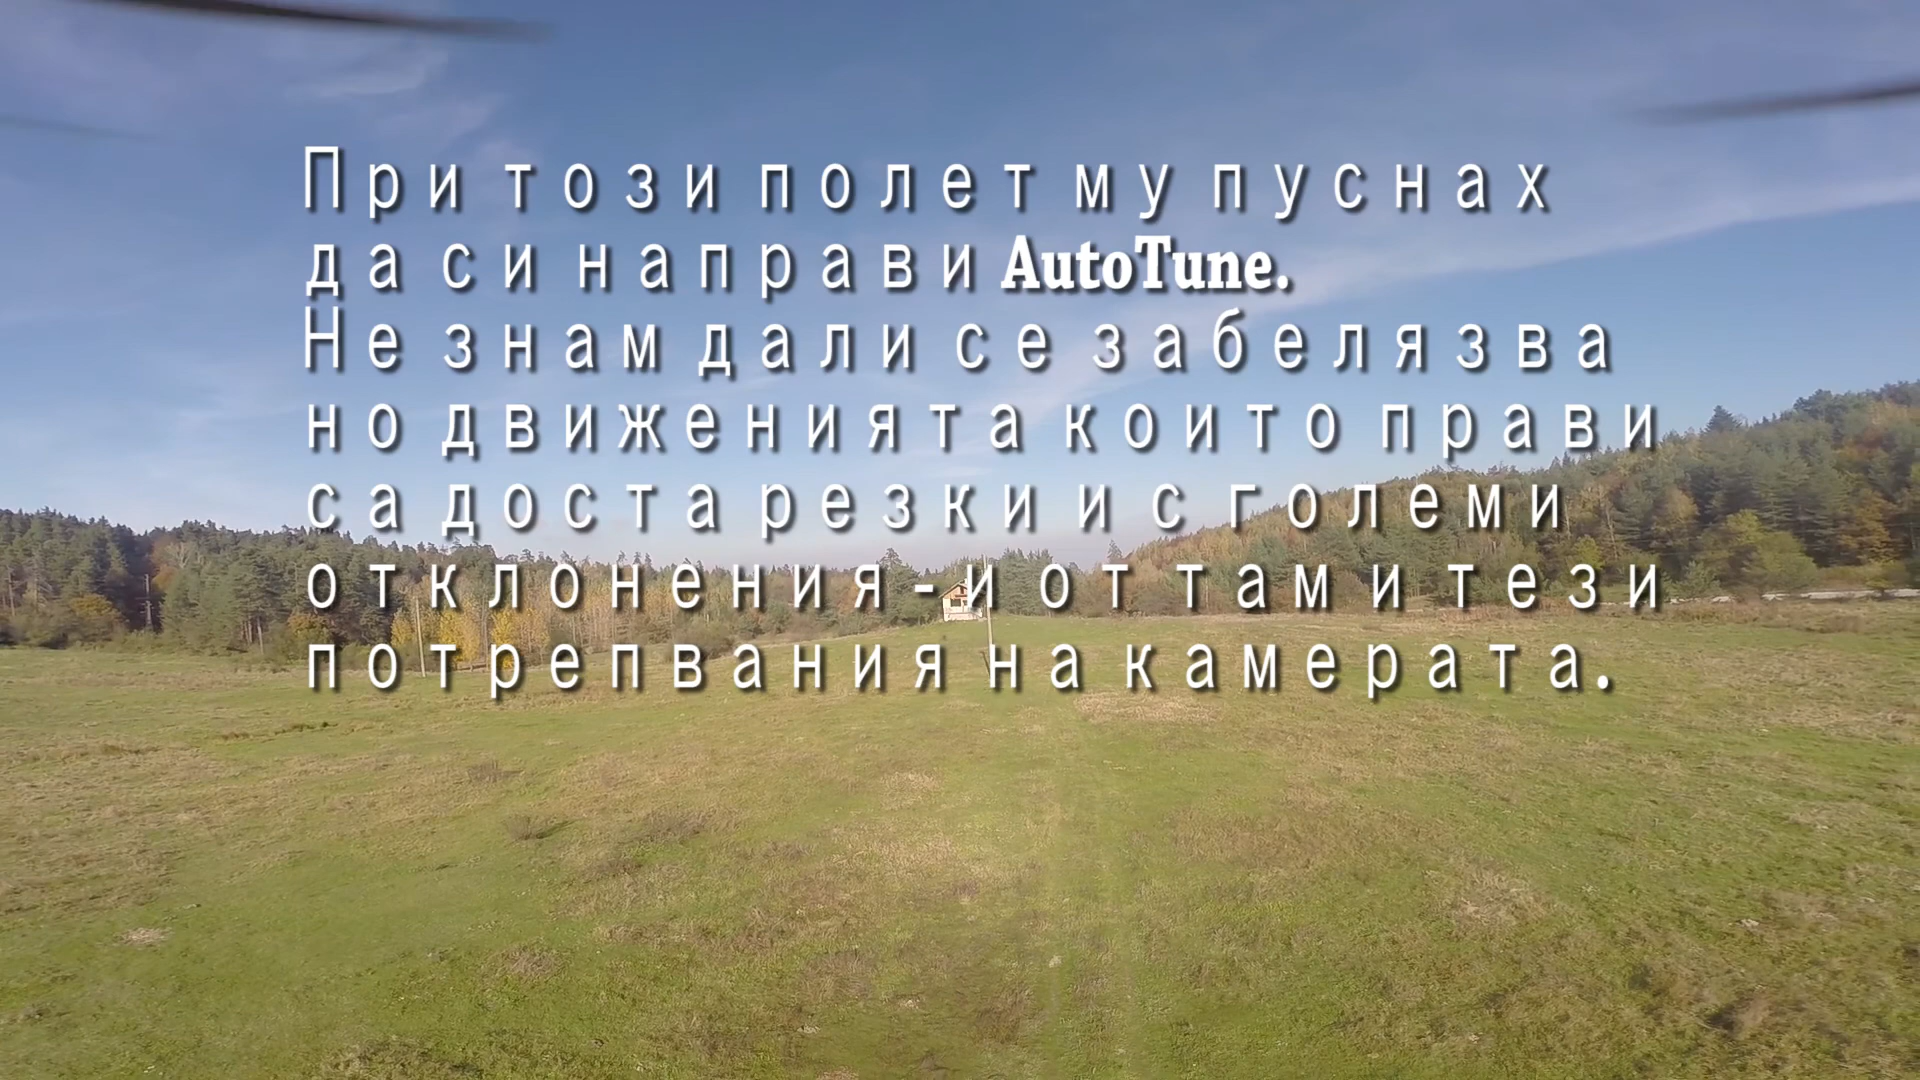 При този полет му пуснах
да си направи AutoTune.
Не знам дали се забелязва
но движенията които прави
са доста резки и с големи
отклонения - и от там и тези
потрепвания на камерата.